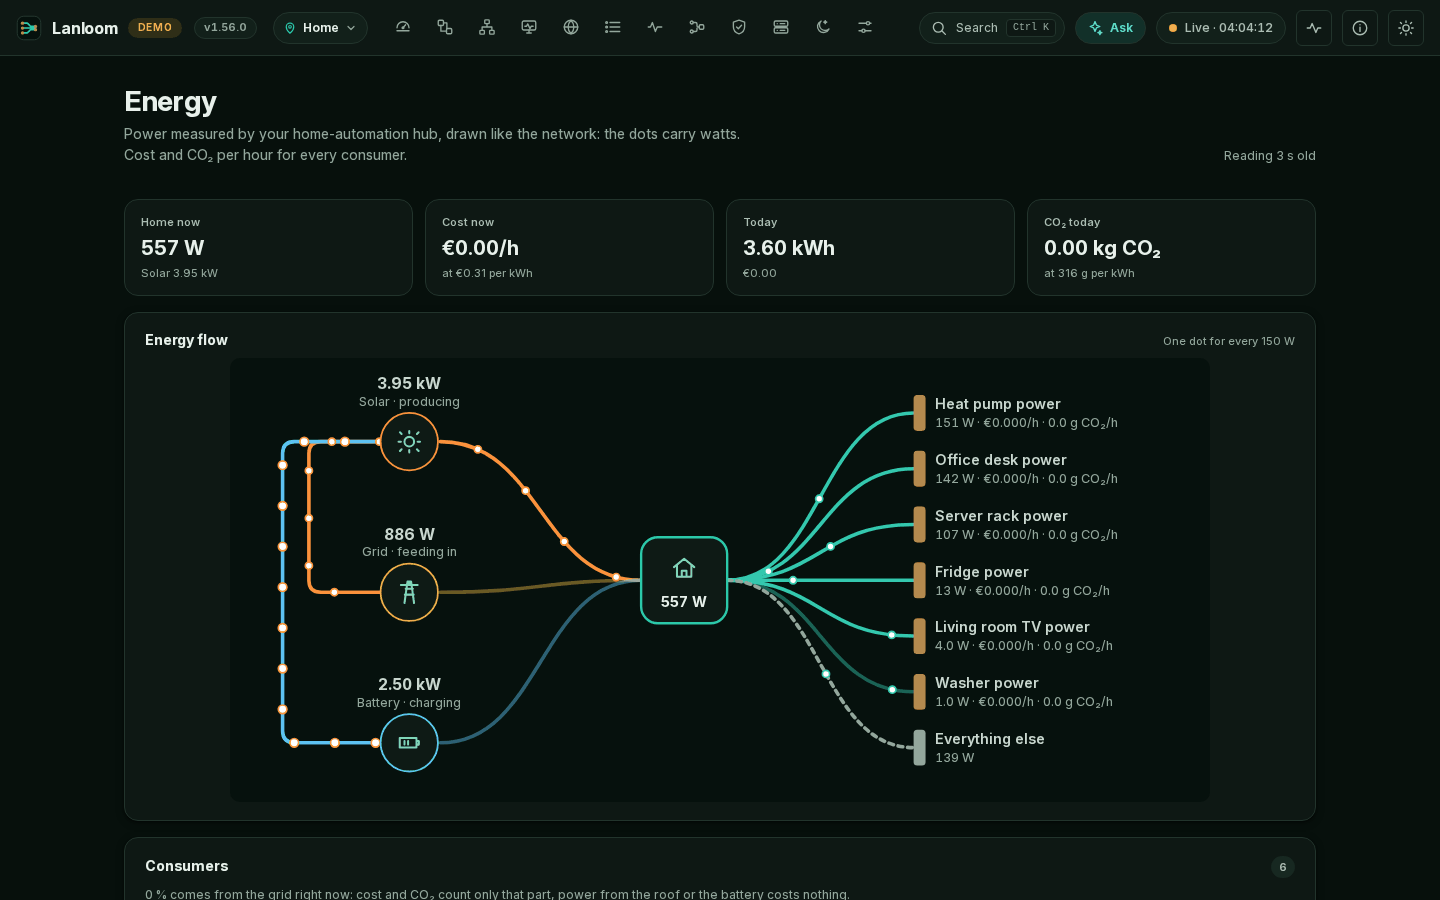 Lanloom DEMO v1.56.0 Home Search Ctrl K Ask Live · 04:04:12
Energy
Power measured by your home-automation hub, drawn like the network: the dots carry watts.
Cost and CO₂ per hour for every consumer.
Reading 3 s old
Home now
557 W
Solar 3.95 kW
Cost now
€0.00/h
at €0.31 per kWh
Today
3.60 kWh
€0.00
CO₂ today
0.00 kg CO₂
at 316 g per kWh
Energy flow
One dot for every 150 W
3.95 kW
Solar · producing
886 W
Grid · feeding in
2.50 kW
Battery · charging
557 W
Heat pump power
151 W · €0.000/h · 0.0 g CO₂/h
Office desk power
142 W · €0.000/h · 0.0 g CO₂/h
Server rack power
107 W · €0.000/h · 0.0 g CO₂/h
Fridge power
13 W · €0.000/h · 0.0 g CO₂/h
Living room TV power
4.0 W · €0.000/h · 0.0 g CO₂/h
Washer power
1.0 W · €0.000/h · 0.0 g CO₂/h
Everything else
139 W
Consumers
6
0 % comes from the grid right now: cost and CO₂ count only that part, power from the roof or the battery costs nothing.